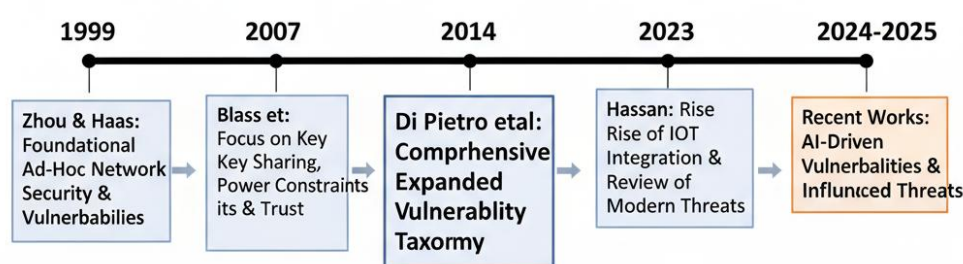 1999
2007
2014
2023
2024-2025
Zhou & Haas:
Foundational
Ad-Hoc Network
Security &
Vulnerbabilies
Blass et:
Focus on Key
Key Sharing,
Power Constraints
its & Trust
Di Pietro etal:
Comprhensive
Expanded
Vulnerablity
Taxormy
Hassan: Rise
Rise of IOT
Integration &
Review of
Modern Threats
Recent Works:
AI-Driven
Vulnerbalities &
Influnced Threats